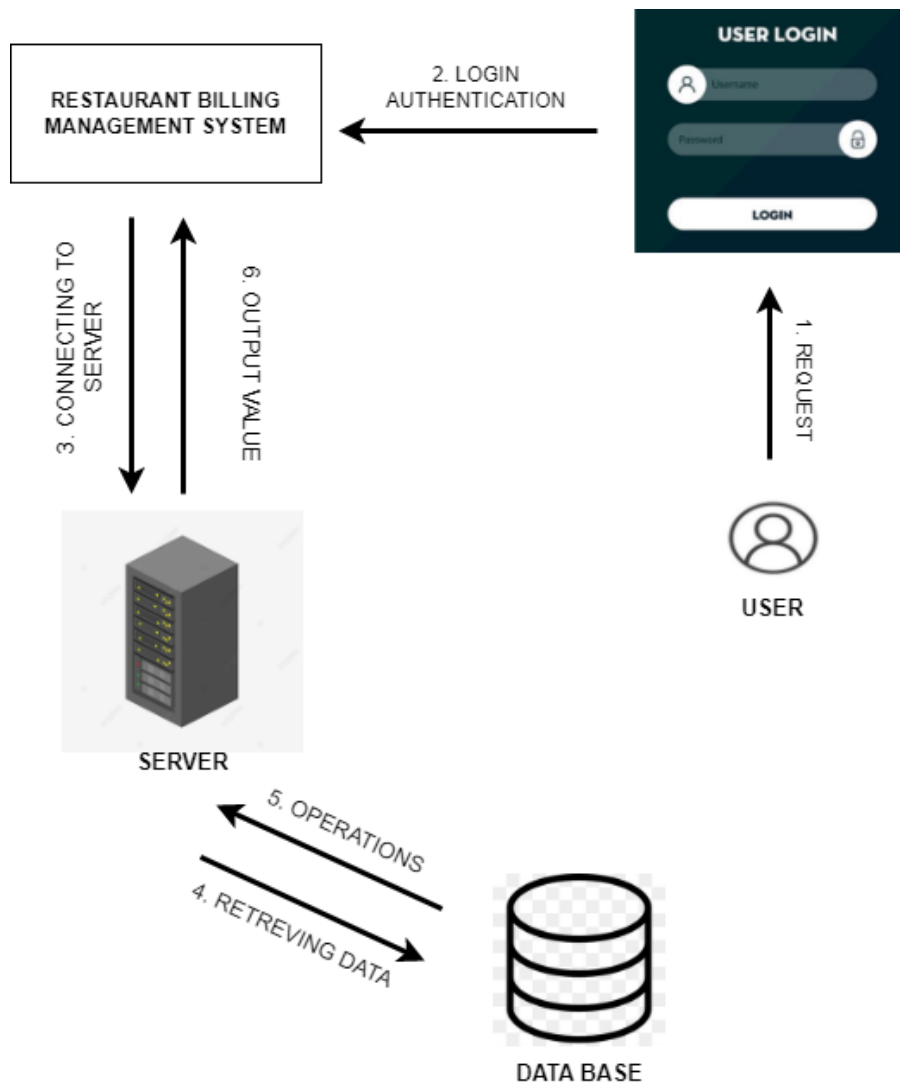 USER LOGIN
Username
Password
LOGIN
2. LOGIN
AUTHENTICATION
RESTAURANT BILLING
MANAGEMENT SYSTEM
3. CONNECTING TO
SERVER
6. OUTPUT VALUE
1. REQUEST
USER
SERVER
5. OPERATIONS
4. RETREVING DATA
DATA BASE